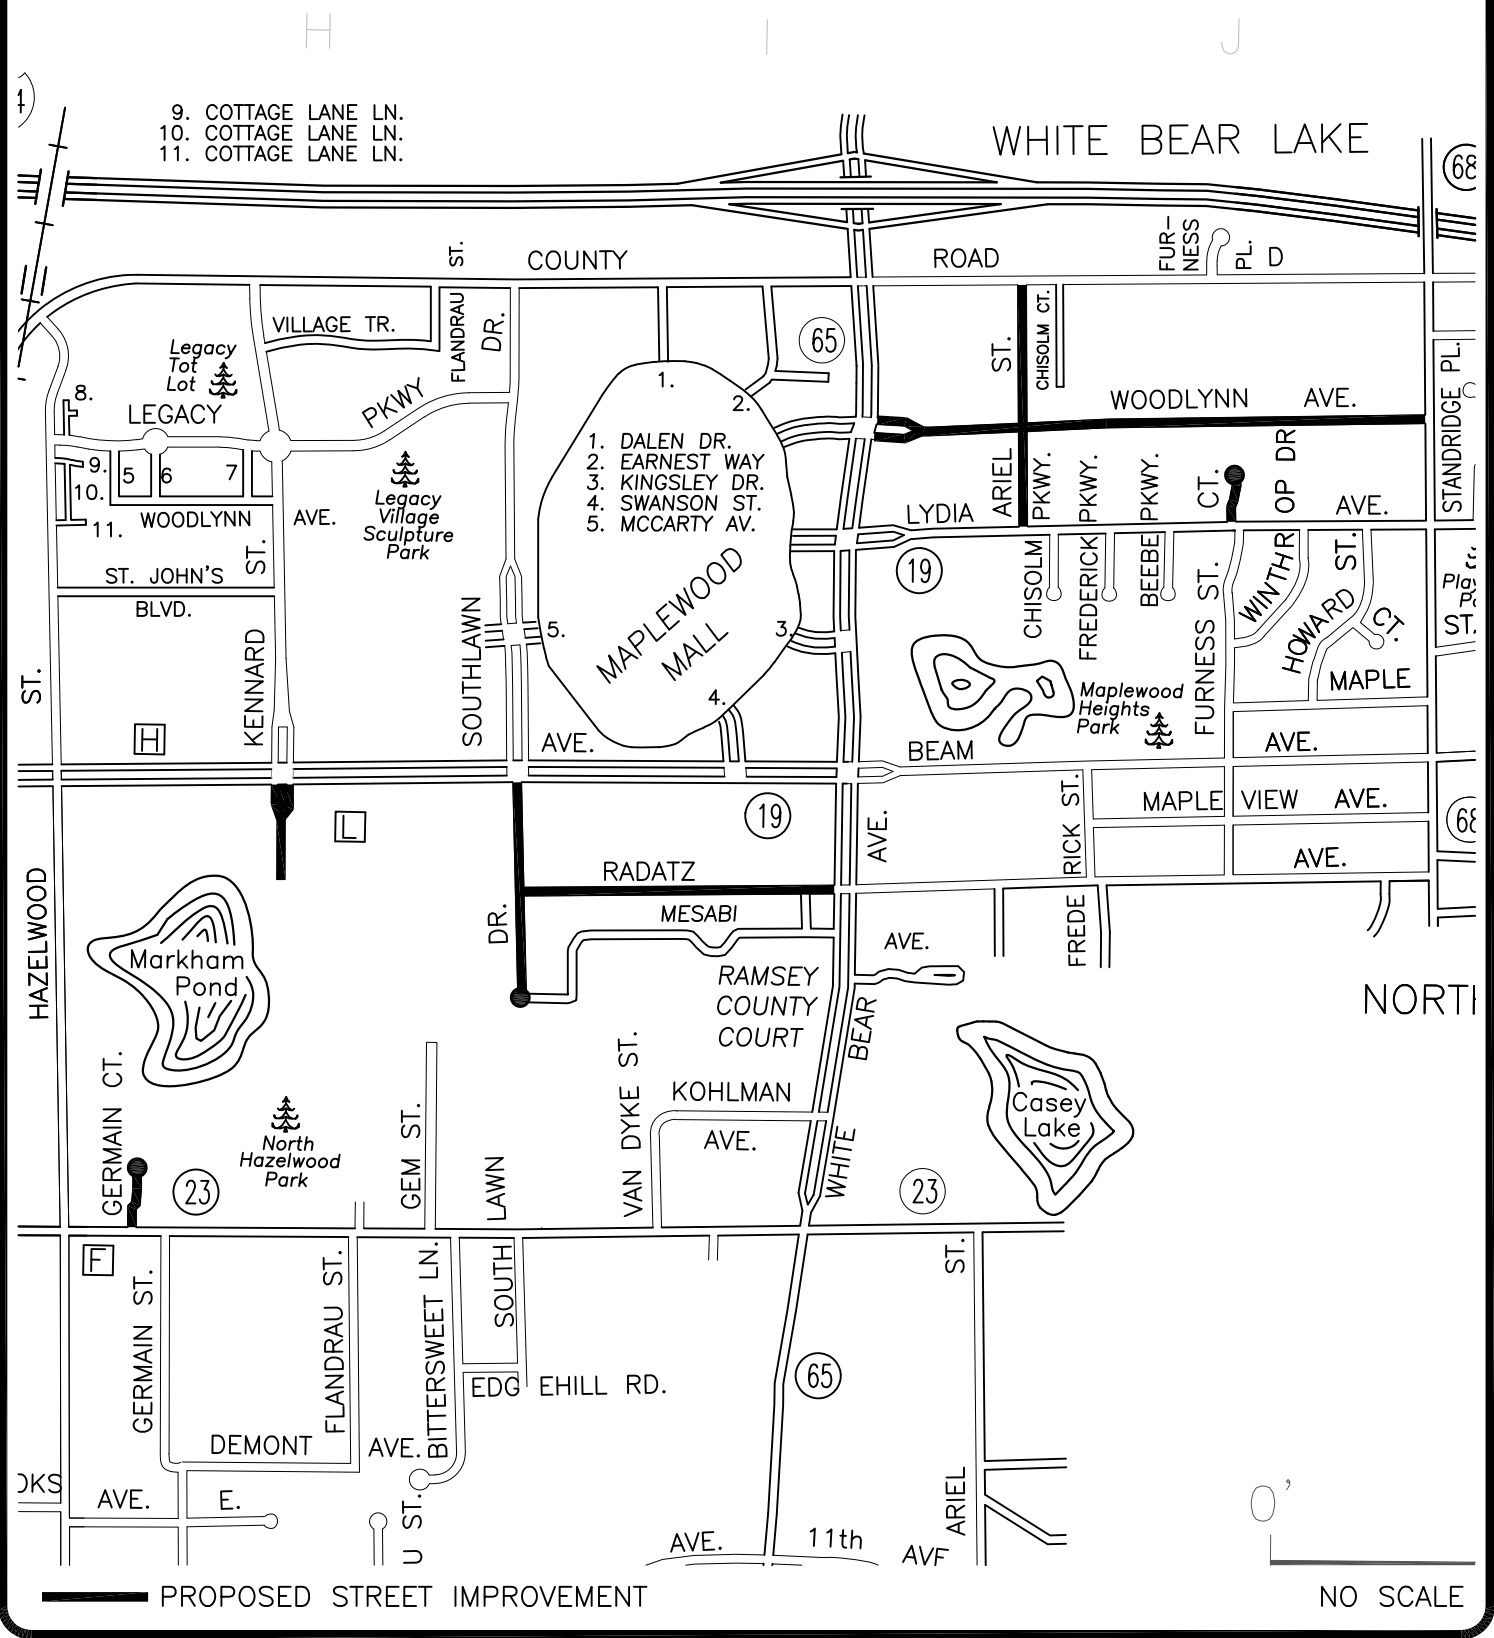 H I J
9. COTTAGE LANE LN.
10. COTTAGE LANE LN.
11. COTTAGE LANE LN.
WHITE BEAR LAKE
68
COUNTY ROAD D
FUR-
NESS
PL.
ST.
FLANDRAU
DR.
VILLAGE TR.
Legacy
Tot
Lot
65
ST.
CHISOLM CT.
STANDRIDGE PL.
8.
LEGACY PKWY
1.
2.
WOODLYNN AVE.
1. DALEN DR.
2. EARNEST WAY
3. KINGSLEY DR.
4. SWANSON ST.
5. MCCARTY AV.
9.
10.
11.
5 6 7
WOODLYNN AVE.
Legacy
Village
Sculpture
Park
ARIEL
PKWY.
PKWY.
PKWY.
CT.
OP DR
LYDIA AVE.
19
ST.
ST. JOHN'S
BLVD.
MAPLEWOOD
MALL
5.
3.
4.
CHISOLM
FREDERICK
BEEBE
FURNESS ST.
WINTHR
HOWARD ST.
CT.
ST.
KENNARD
SOUTHLAWN
ST.
H
AVE.
BEAM
Maplewood
Heights
Park
MAPLE
AVE.
L
19
AVE.
RICK ST.
MAPLE VIEW AVE.
68
RADATZ
AVE.
HAZELWOOD
DR.
MESABI
AVE.
FREDE
Markham
Pond
RAMSEY
COUNTY
COURT
BEAR
NORTH
GERMAIN CT.
GEM ST.
VAN DYKE ST.
KOHLMAN
AVE.
WHITE
Casey
Lake
North
Hazelwood
Park
23
LAWN
23
F
GERMAIN ST.
FLANDRAU ST.
BITTERSWEET LN.
SOUTH
ST.
EDG EHILL RD.
65
DEMONT AVE.
OKS
AVE. E.
U ST.
ARIEL
AVE. 11th AVE
0'
PROPOSED STREET IMPROVEMENT
NO SCALE